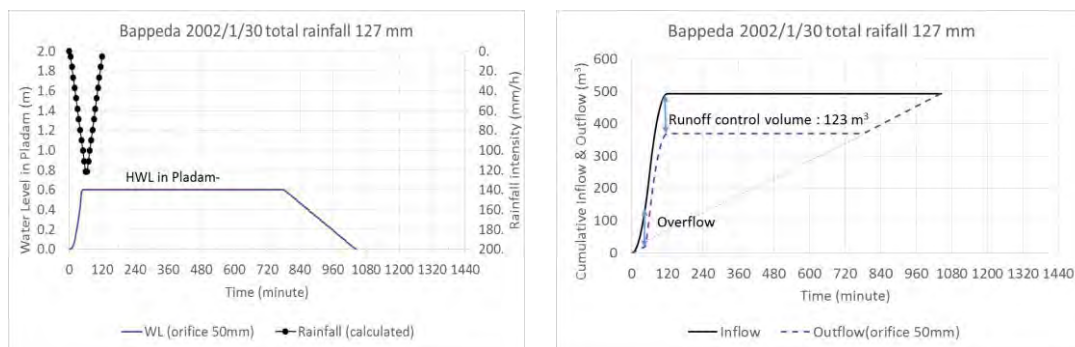 Bappeda 2002/1/30 total rainfall 127 mm
Water Level in Pladam (m)
2.0
1.8
1.6
1.4
1.2
1.0
0.8
0.6
0.4
0.2
0.0
0.
20.
40.
60.
80.
100.
120.
140.
160.
180.
200.
Rainfall intensity (mm/h)
HWL in Pladam-
0 120 240 360 480 600 720 840 960 1080 1200 1320 1440
Time (minute)
WL (orifice 50mm) Rainfall (calculated)
Bappeda 2002/1/30 total raifall 127 mm
Cumulative Inflow & Outflow (m³)
600
500
400
300
200
100
0
Runoff control volume : 123 m³
Overflow
0 120 240 360 480 600 720 840 960 1080 1200 1320 1440
Time (minute)
Inflow Outflow(orifice 50mm)